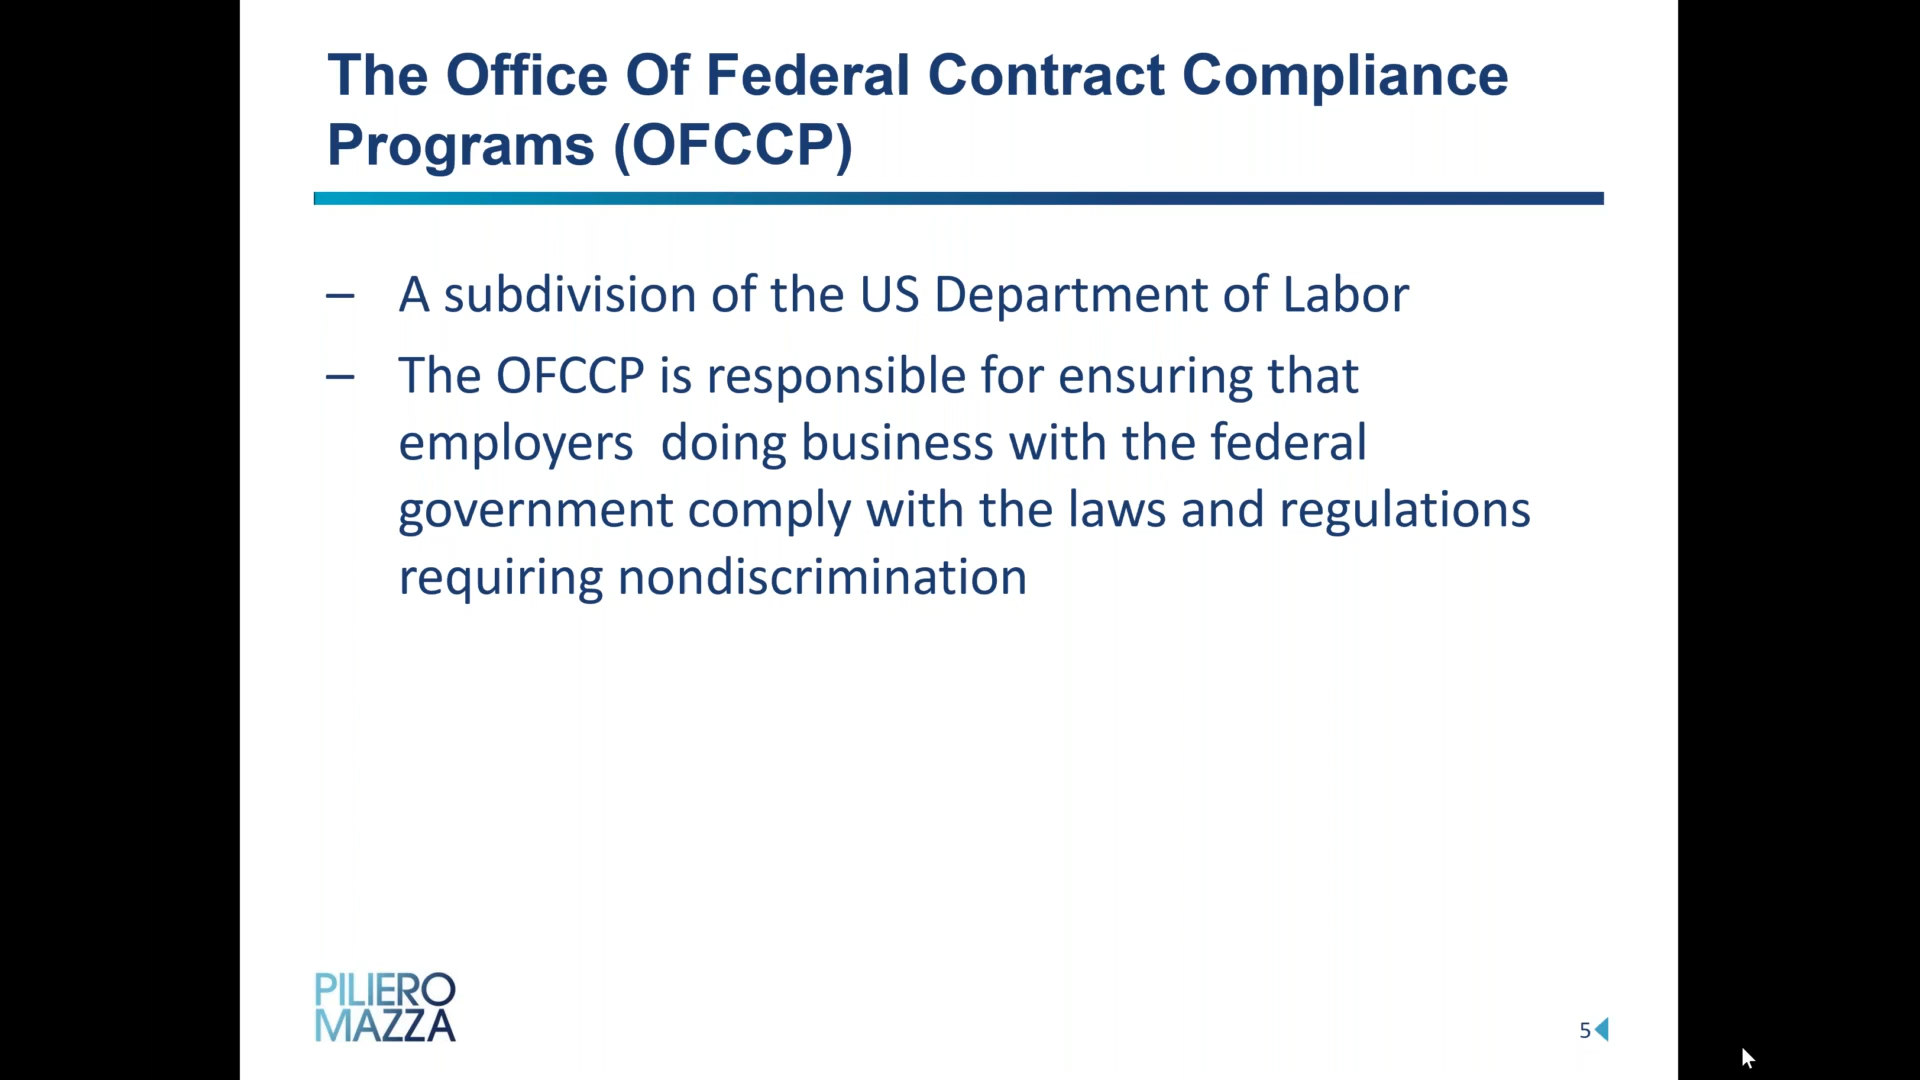 The Office Of Federal Contract Compliance
Programs (OFCCP)
– A subdivision of the US Department of Labor
– The OFCCP is responsible for ensuring that
employers  doing business with the federal
government comply with the laws and regulations
requiring nondiscrimination
PILIERO
MAZZA
5